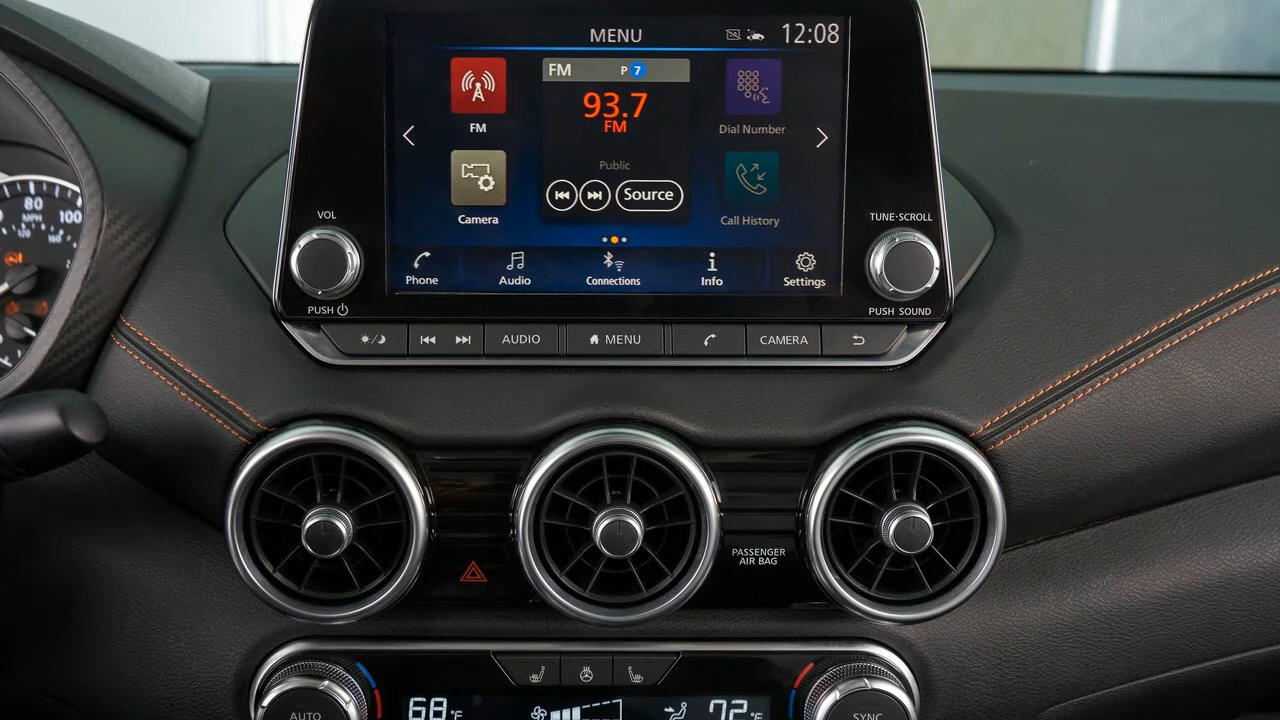 MENU
12:08
FM
P 7
93.7
FM
Public
Source
FM
Camera
Dial Number
Call History
Phone
Audio
Connections
Info
Settings
VOL
PUSH
TUNE·SCROLL
PUSH SOUND
AUDIO
MENU
CAMERA
80
MPH
100
120
160
PASSENGER
AIR BAG
68°F
72°F
AUTO
SYNC